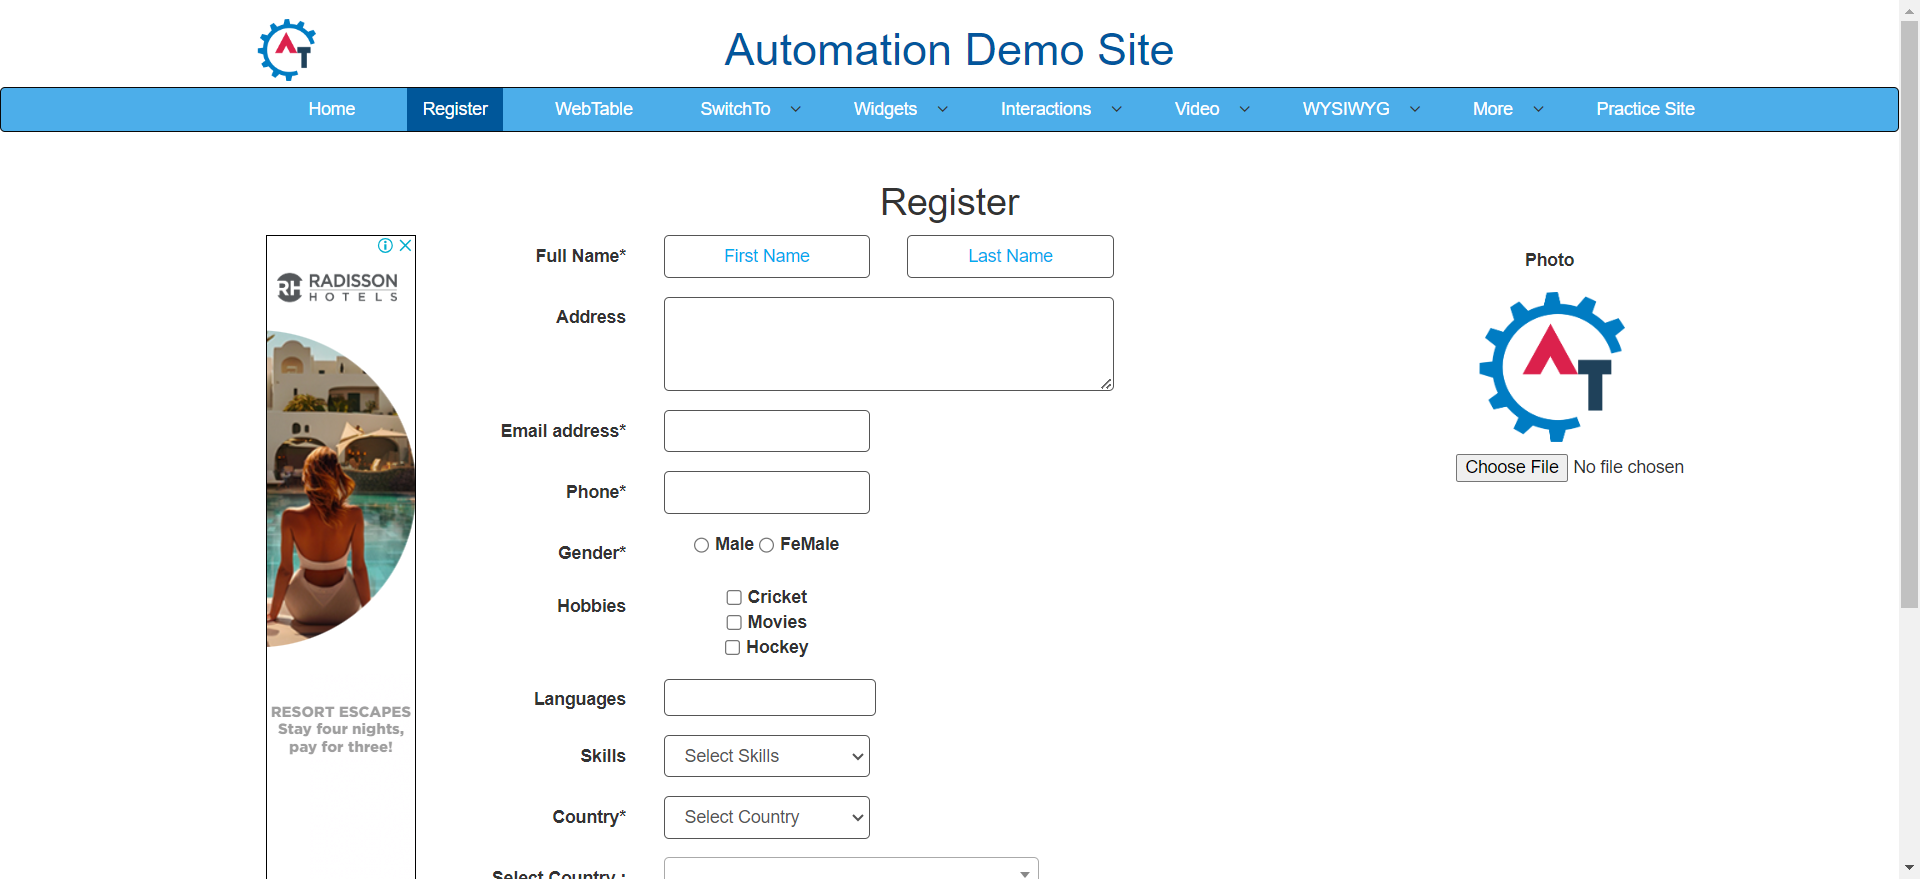 AT
Automation Demo Site
Home Register WebTable SwitchTo Widgets Interactions Video WYSIWYG More Practice Site
Register
RH RADISSON
HOTELS
RESORT ESCAPES
Stay four nights,
pay for three!
Full Name* First Name Last Name
Address
Email address*
Phone*
Gender* Male FeMale
Hobbies Cricket
Movies
Hockey
Languages
Skills Select Skills
Country* Select Country
Select Country :
Photo
AT
Choose File No file chosen